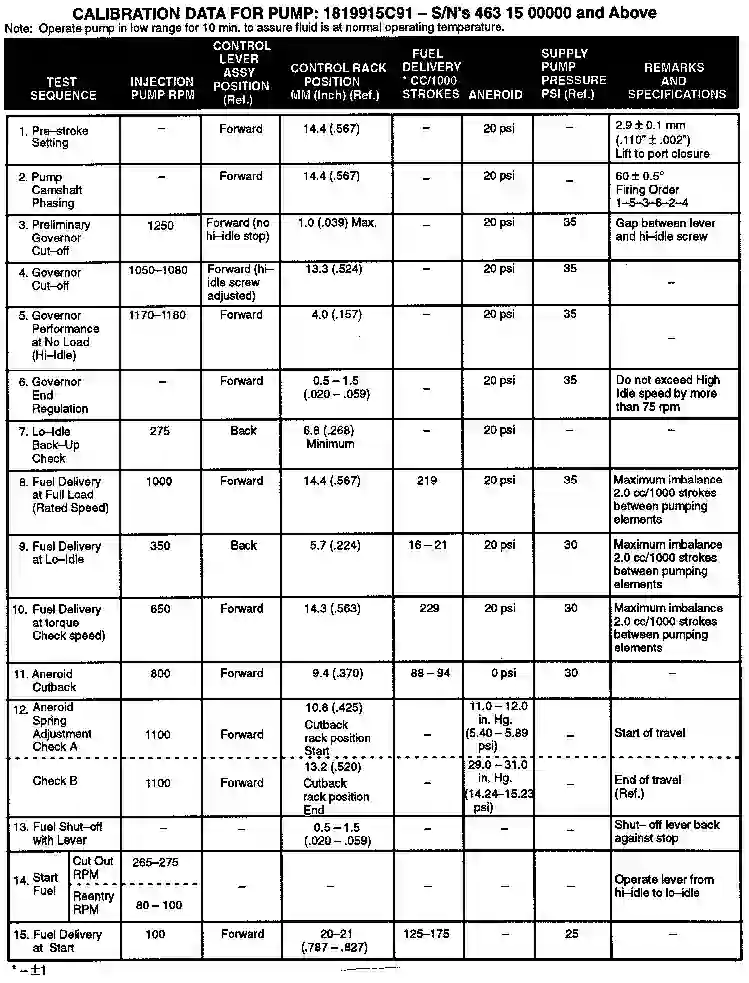 CALIBRATION DATA FOR PUMP: 1819915C91 – S/N's 463 15 00000 and Above
Note: Operate pump in low range for 10 min. to assure fluid is at normal operating temperature.
TEST SEQUENCE | INJECTION PUMP RPM | CONTROL LEVER ASSY POSITION (Ref.) | CONTROL RACK POSITION MM (Inch) (Ref.) | FUEL DELIVERY * CC/1000 STROKES | ANEROID | SUPPLY PUMP PRESSURE PSI (Ref.) | REMARKS AND SPECIFICATIONS
1. Pre–stroke Setting | – | Forward | 14.4 (.567) | – | 20 psi | – | 2.9 ± 0.1 mm (.110" ± .002") Lift to port closure
2. Pump Camshaft Phasing | – | Forward | 14.4 (.567) | – | 20 psi | – | 60 ± 0.5° Firing Order 1–5–3–6–2–4
3. Preliminary Governor Cut–off | 1250 | Forward (no hi–idle stop) | 1.0 (.039) Max. | – | 20 psi | 35 | Gap between lever and hi–idle screw
4. Governor Cut–off | 1050–1080 | Forward (hi–idle screw adjusted) | 13.3 (.524) | – | 20 psi | 35 | –
5. Governor Performance at No Load (Hi–Idle) | 1170–1180 | Forward | 4.0 (.157) | – | 20 psi | 35 | –
6. Governor End Regulation | – | Forward | 0.5 – 1.5 (.020 – .059) | – | 20 psi | 35 | Do not exceed High Idle speed by more than 75 rpm
7. Lo–Idle Back–Up Check | 275 | Back | 6.8 (.268) Minimum | – | 20 psi | – | –
8. Fuel Delivery at Full Load (Rated Speed) | 1000 | Forward | 14.4 (.567) | 219 | 20 psi | 35 | Maximum imbalance 2.0 cc/1000 strokes between pumping elements
9. Fuel Delivery at Lo–Idle | 350 | Back | 5.7 (.224) | 16 – 21 | 20 psi | 30 | Maximum imbalance 2.0 cc/1000 strokes between pumping elements
10. Fuel Delivery at torque Check speed) | 650 | Forward | 14.3 (.563) | 229 | 20 psi | 30 | Maximum imbalance 2.0 cc/1000 strokes between pumping elements
11. Aneroid Cutback | 800 | Forward | 9.4 (.370) | 88 – 94 | 0 psi | 30 | –
12. Aneroid Spring Adjustment Check A | 1100 | Forward | 10.8 (.425) Cutback rack position Start | – | 11.0 – 12.0 in. Hg. (5.40 – 5.89 psi) | – | Start of travel
Check B | 1100 | Forward | 13.2 (.520) Cutback rack position End | – | 29.0 – 31.0 in. Hg. (14.24–15.23 psi) | – | End of travel (Ref.)
13. Fuel Shut–off with Lever | – | – | 0.5 – 1.5 (.020 – .059) | – | – | – | Shut– off lever back against stop
14. Start Fuel | Cut Out RPM | 265–275 | – | – | – | – | – | Operate lever from hi–idle to lo–idle
Reentry RPM | 80 – 100
15. Fuel Delivery at Start | 100 | Forward | 20–21 (.787 – .827) | 125–175 | – | 25 | –
* – ±1